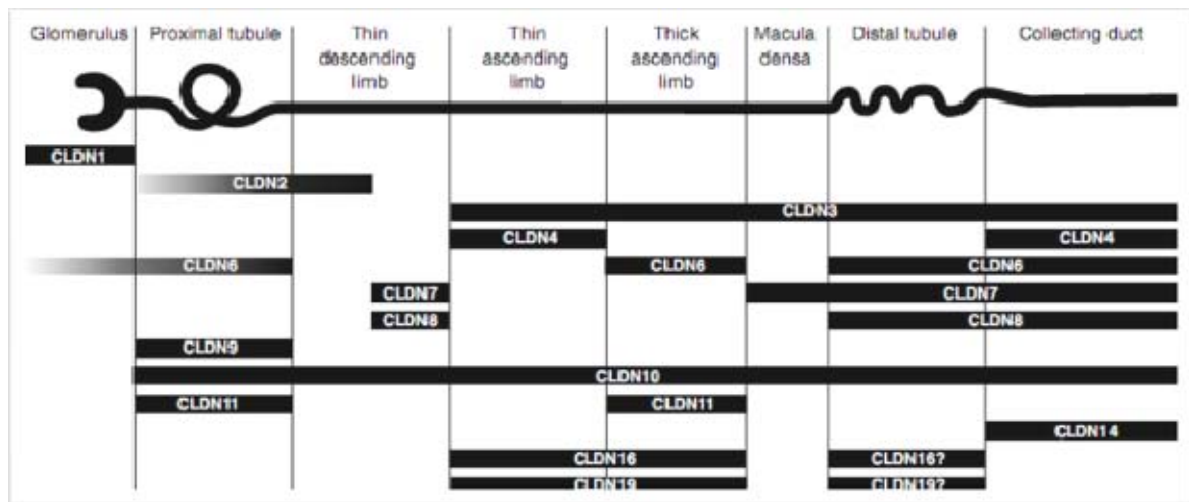 Glomerulus Proximal tubule Thin Thin Thick Macula Distal tubule Collecting duct
descending ascending ascending densa
limb limb limb
CLDN1
CLDN2
CLDN3
CLDN4 CLDN4
CLDN6 CLDN6 CLDN6
CLDN7 CLDN7
CLDN8 CLDN8
CLDN9
CLDN10
CLDN11 CLDN11
CLDN14
CLDN16 CLDN16?
CLDN19 CLDN19?